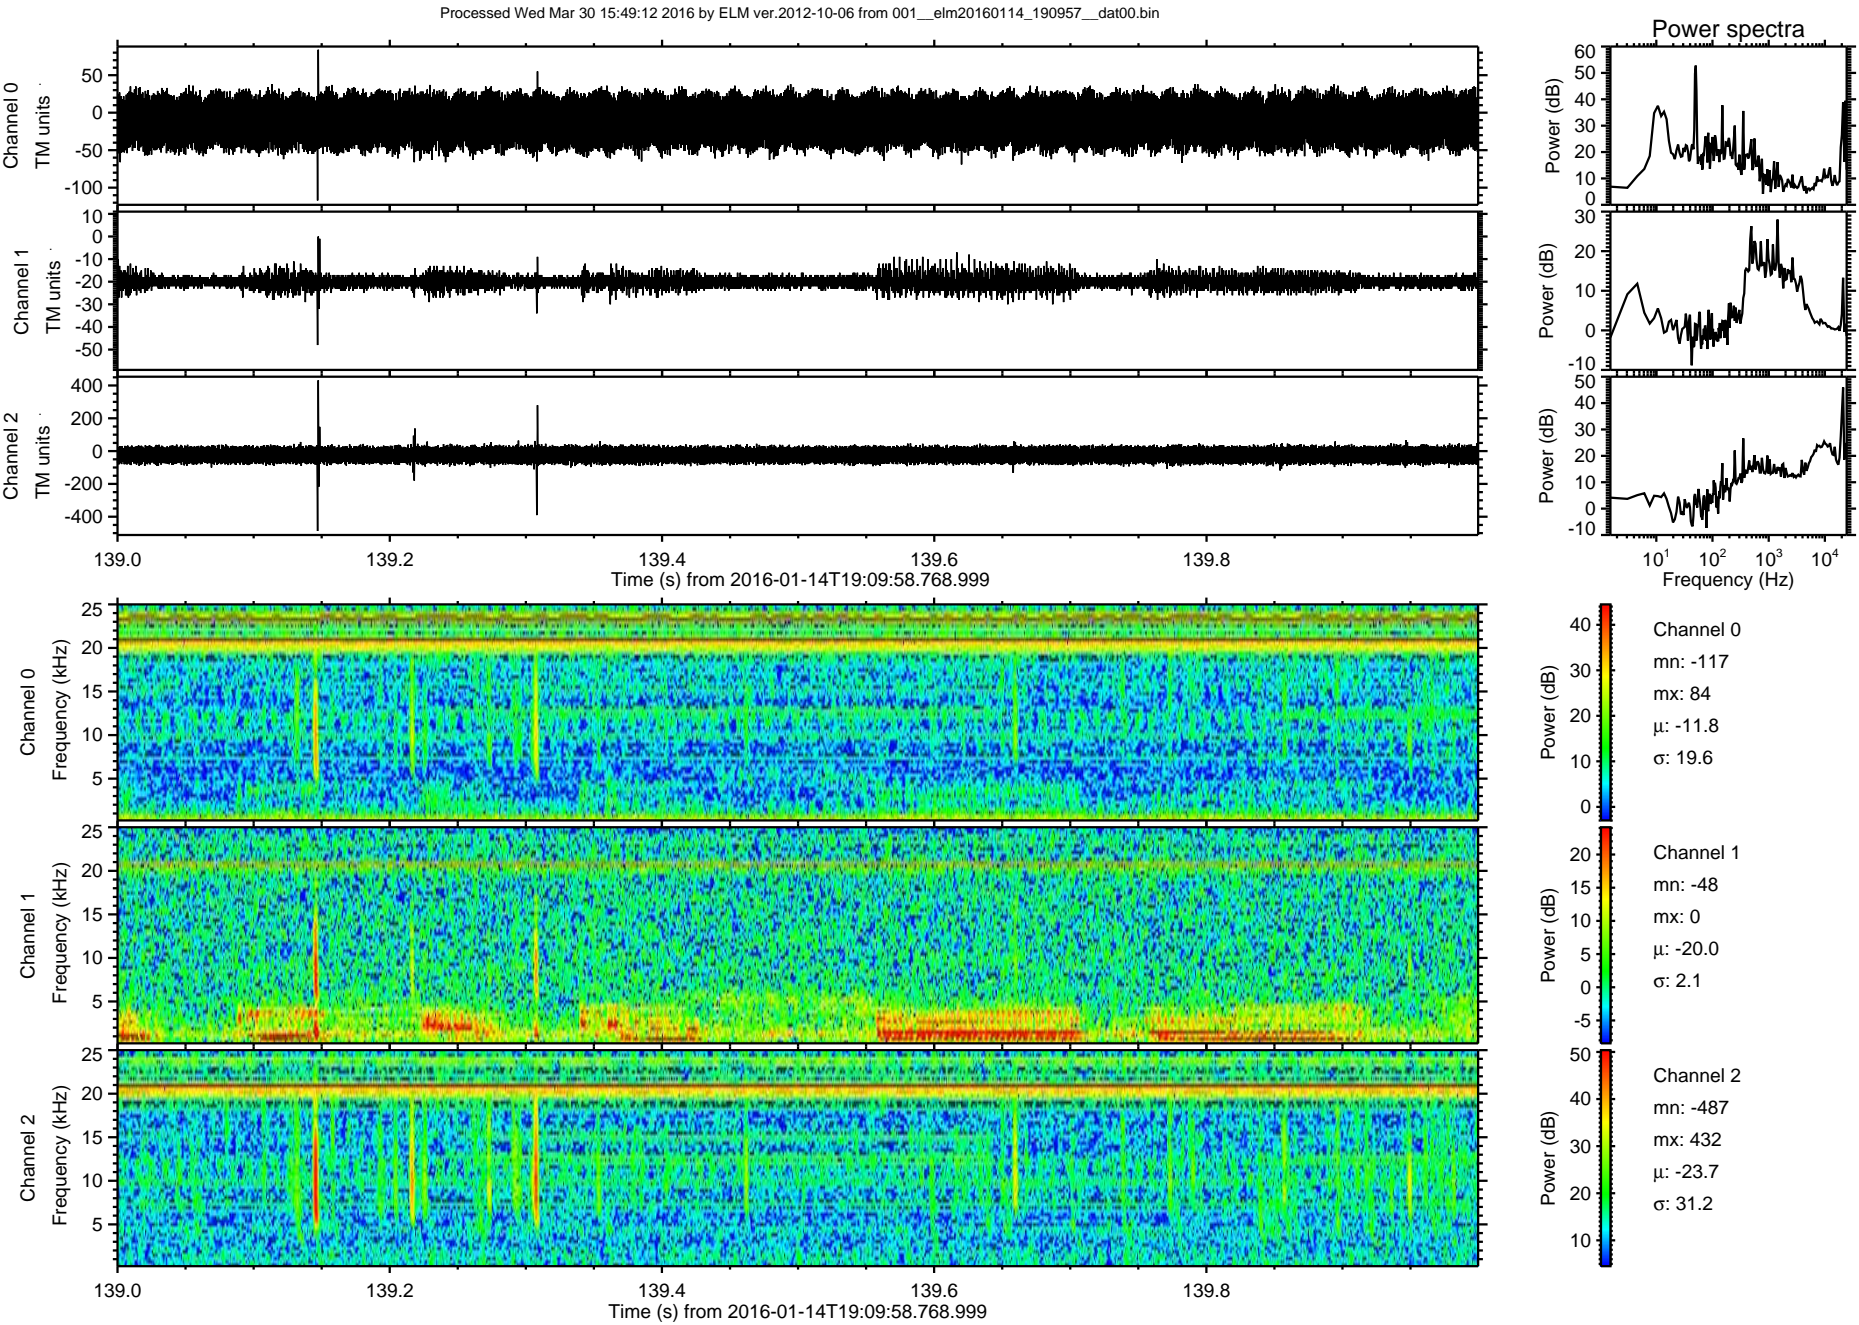 Processed Wed Mar 30 15:49:12 2016 by ELM ver.2012-10-06 from 001__elm20160114_190957__dat00.bin
Power spectra
Channel 0
TM units
50
0
-50
-100
Power (dB)
60
50
40
30
20
10
0
Channel 1
TM units
10
0
-10
-20
-30
-40
-50
Power (dB)
30
20
10
0
-10
Channel 2
TM units
400
200
0
-200
-400
Power (dB)
50
40
30
20
10
0
-10
139.0 139.2 139.4 139.6 139.8
Time (s) from 2016-01-14T19:09:58.768.999
10¹ 10² 10³ 10⁴
Frequency (Hz)
Channel 0
Frequency (kHz)
25
20
15
10
5
Power (dB)
40
30
20
10
0
Channel 0
mn: -117
mx: 84
μ: -11.8
σ: 19.6
Channel 1
Frequency (kHz)
25
20
15
10
5
Power (dB)
20
15
10
5
0
-5
Channel 1
mn: -48
mx: 0
μ: -20.0
σ: 2.1
Channel 2
Frequency (kHz)
25
20
15
10
5
Power (dB)
50
40
30
20
10
Channel 2
mn: -487
mx: 432
μ: -23.7
σ: 31.2
139.0 139.2 139.4 139.6 139.8
Time (s) from 2016-01-14T19:09:58.768.999